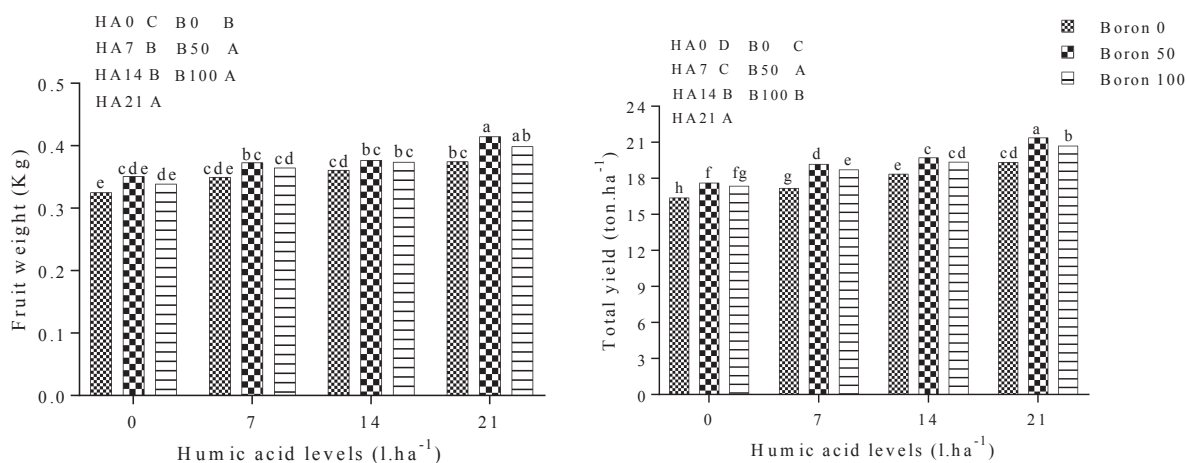 HA0 C B0 B
HA7 B B50 A
HA14 B B100 A
HA21 A
Fruit weight (Kg)
0.5
0.4
0.3
0.2
0.1
0.0
e cde de cde bc cd cd bc bc bc a ab
0 7 14 21
Humic acid levels (l.ha-1)
HA0 D B0 C
HA7 C B50 A
HA14 B B100 B
HA21 A
Total yield (ton.ha-1)
24
21
18
15
12
9
6
3
0
h f fg g d e e c cd cd a b
0 7 14 21
Humic acid levels (l.ha-1)
Boron 0
Boron 50
Boron 100